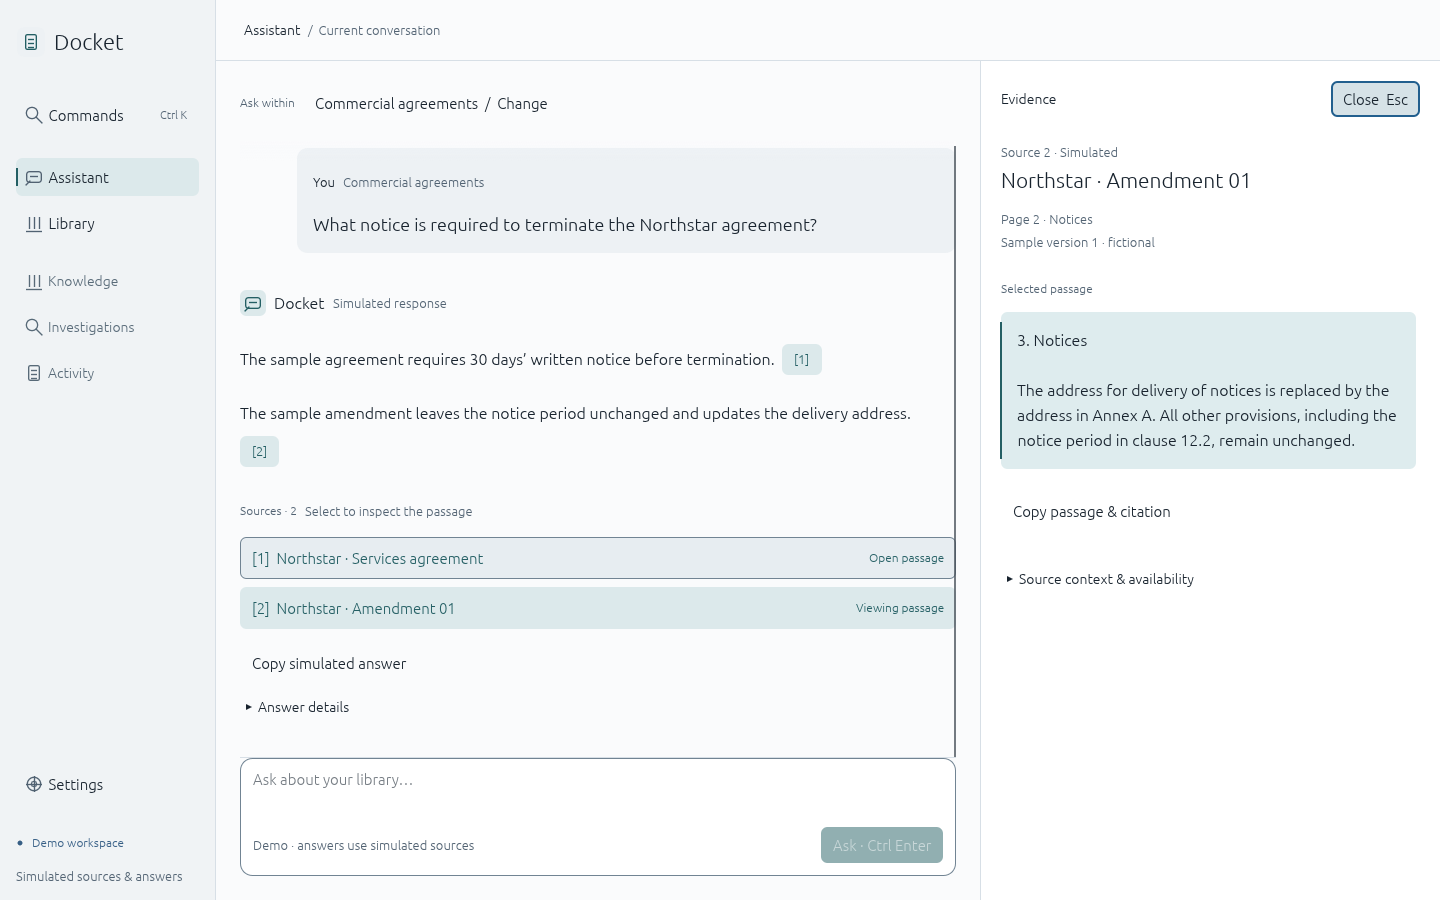 Docket
Commands Ctrl K
Assistant
Library
Knowledge
Investigations
Activity
Settings
Demo workspace
Simulated sources & answers
Assistant / Current conversation
Ask within Commercial agreements / Change
You Commercial agreements
What notice is required to terminate the Northstar agreement?
Docket Simulated response
The sample agreement requires 30 days’ written notice before termination. [1]
The sample amendment leaves the notice period unchanged and updates the delivery address.
[2]
Sources · 2 Select to inspect the passage
[1] Northstar · Services agreement Open passage
[2] Northstar · Amendment 01 Viewing passage
Copy simulated answer
Answer details
Ask about your library...
Demo · answers use simulated sources
Ask · Ctrl Enter
Evidence
Close Esc
Source 2 · Simulated
Northstar · Amendment 01
Page 2 · Notices
Sample version 1 · fictional
Selected passage
3. Notices
The address for delivery of notices is replaced by the
address in Annex A. All other provisions, including the
notice period in clause 12.2, remain unchanged.
Copy passage & citation
Source context & availability